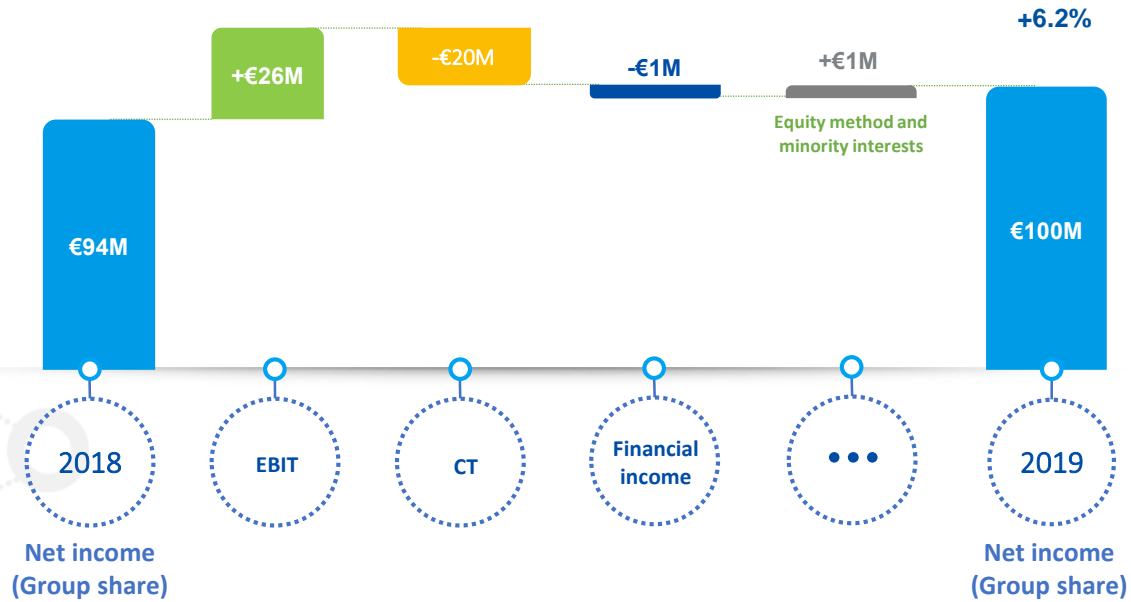 +6.2%
+€26M
-€20M
-€1M
+€1M
Equity method and
minority interests
€94M
€100M
2018
EBIT
CT
Financial
income
•••
2019
Net income
(Group share)
Net income
(Group share)